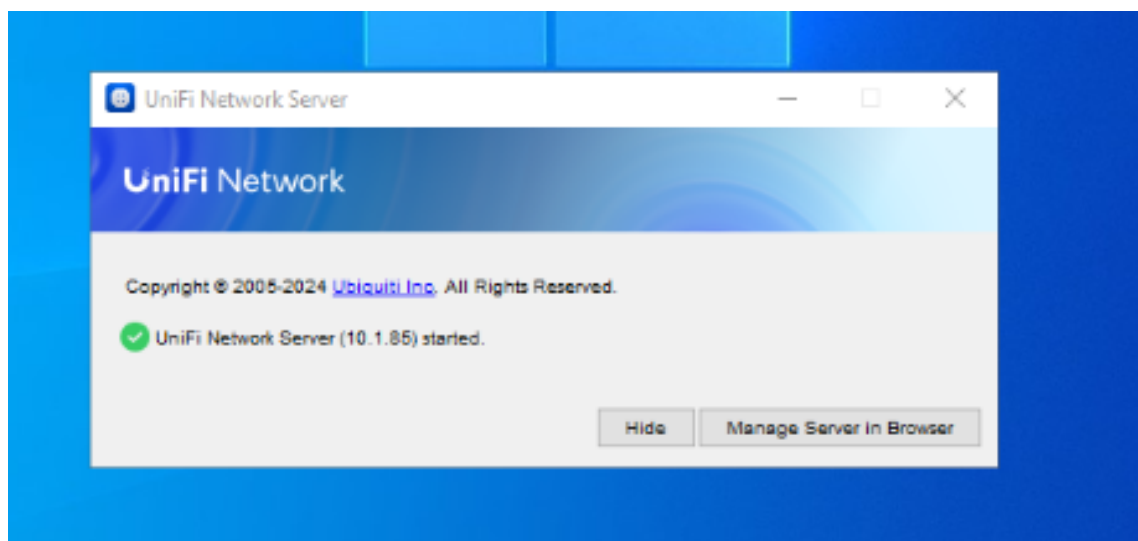 UniFi Network Server
UniFi Network
Copyright © 2005-2024 Ubiquiti Inc. All Rights Reserved.
UniFi Network Server (10.1.85) started.
Hide
Manage Server in Browser